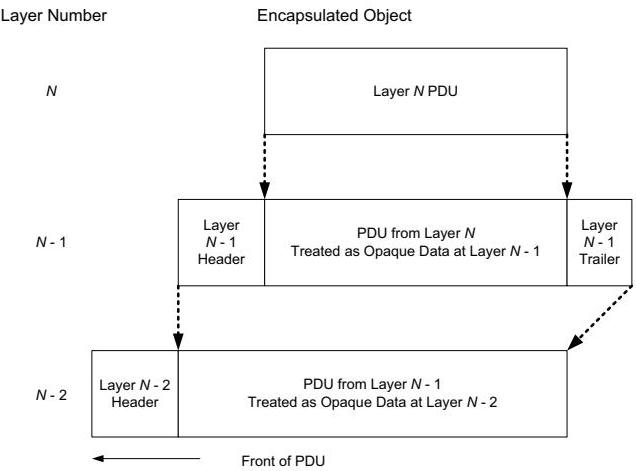 Layer Number
Encapsulated Object
N
Layer N PDU
N - 1
Layer
N - 1
Header
PDU from Layer N
Treated as Opaque Data at Layer N - 1
Layer
N - 1
Trailer
N - 2
Layer N - 2
Header
PDU from Layer N - 1
Treated as Opaque Data at Layer N - 2
Front of PDU